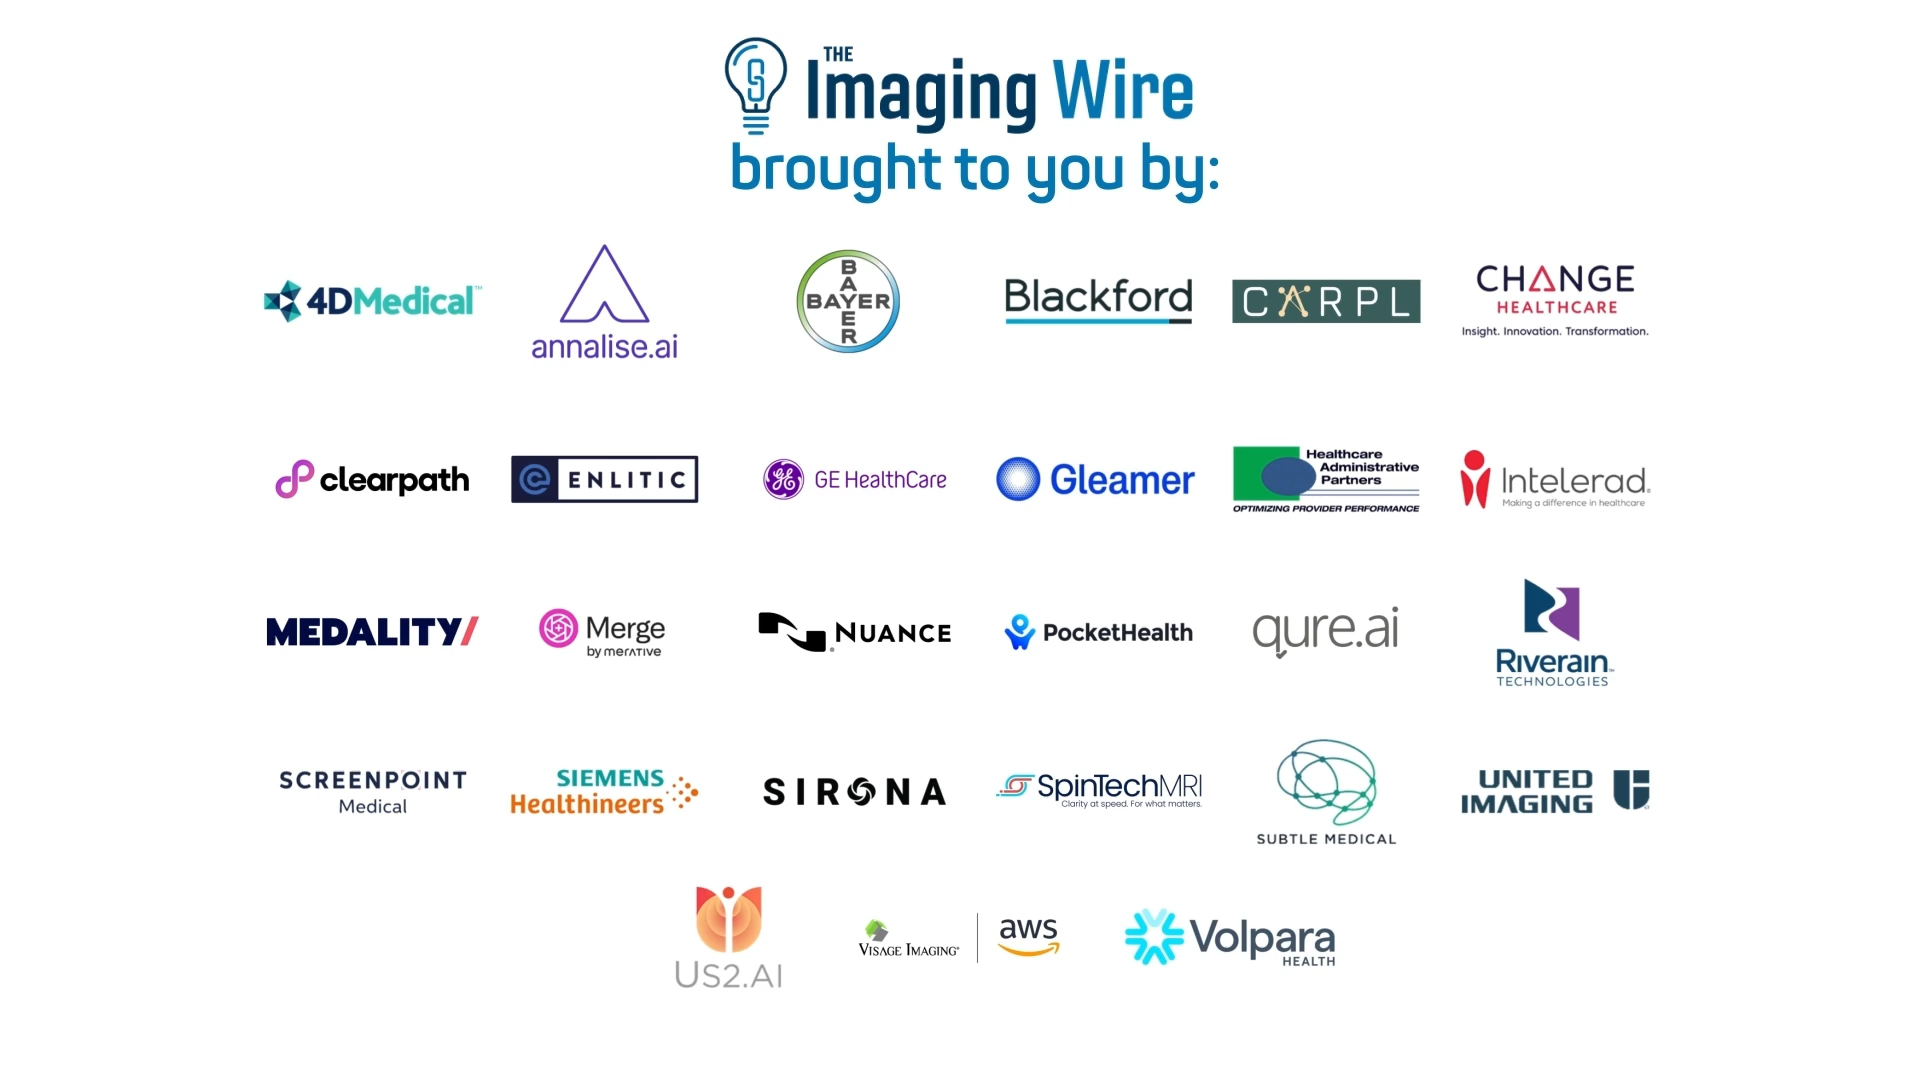 THE
Imaging Wire
brought to you by:
4DMedical™
annalise.ai
BAYER
BAYER
Blackford
CARPL
CHANGE
HEALTHCARE
Insight. Innovation. Transformation.
clearpath
ENLITIC
GE HealthCare
Gleamer
Healthcare
Administrative
Partners
OPTIMIZING PROVIDER PERFORMANCE
Intelerad®
Making a difference in healthcare
MEDALITY/
Merge
by merative
NUANCE
PocketHealth
qure.ai
Riverain™
TECHNOLOGIES
SCREENPOINT
Medical
SIEMENS
Healthineers
SIRONA
SpinTechMRI
Clarity at speed. For what matters.
SUBTLE MEDICAL
UNITED
IMAGING
US2.AI
VISAGE IMAGING®
aws
Volpara
HEALTH